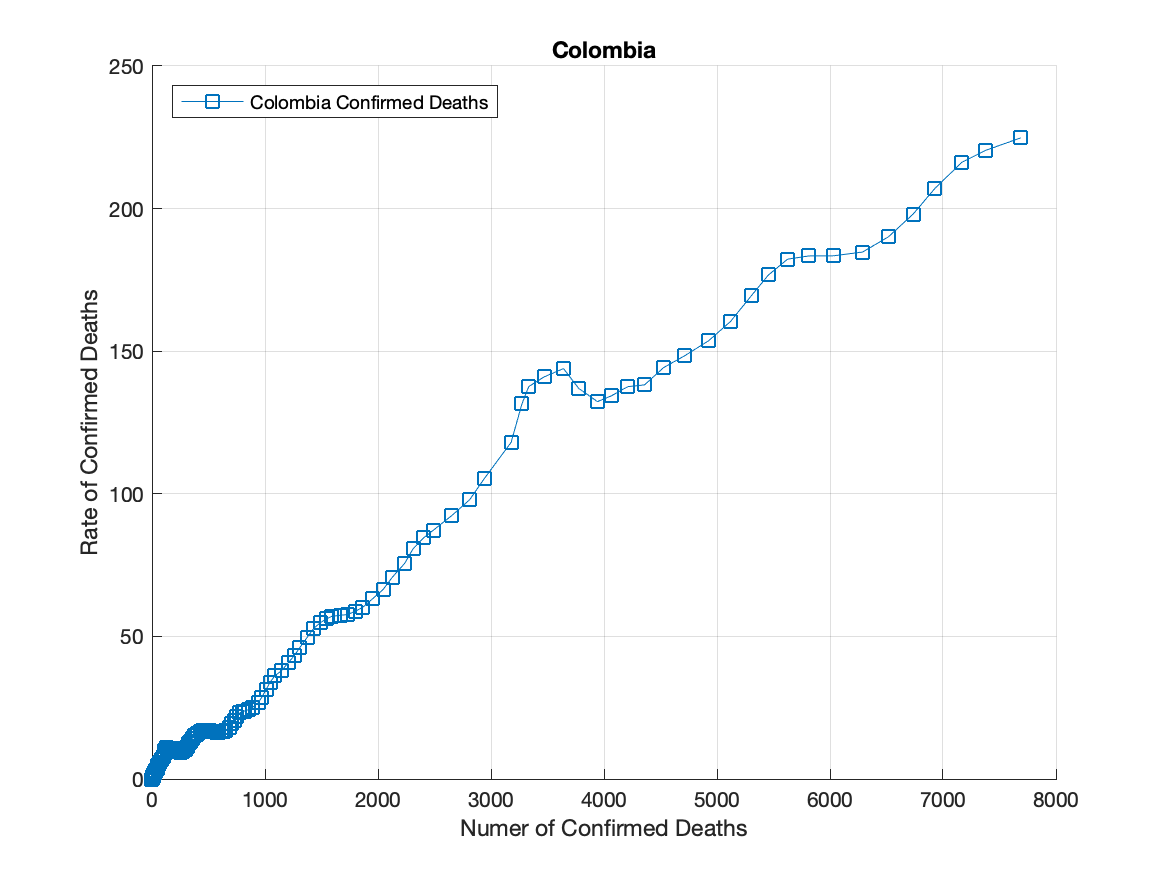 Colombia
Colombia Confirmed Deaths
250
200
150
100
50
0
Rate of Confirmed Deaths
0 1000 2000 3000 4000 5000 6000 7000 8000
Numer of Confirmed Deaths